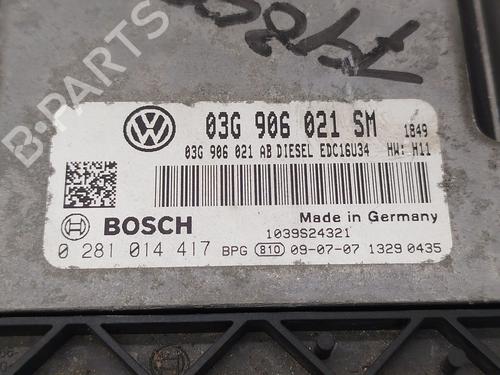 B-PARTS
03G 906 021 SM 1849
03G 906 021 AB DIESEL EDC16U34 HW: H11
BOSCH
Made in Germany
1039S24321
0 281 014 417 BPG 810 09-07-07 1329 0435